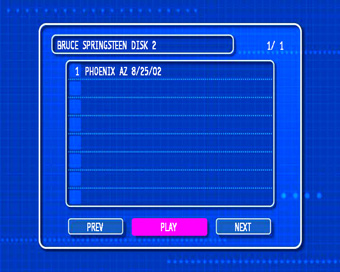 BRUCE SPRINGSTEEN DISK 2
1/ 1
1 PHOENIX AZ 8/25/02
PREV
PLAY
NEXT